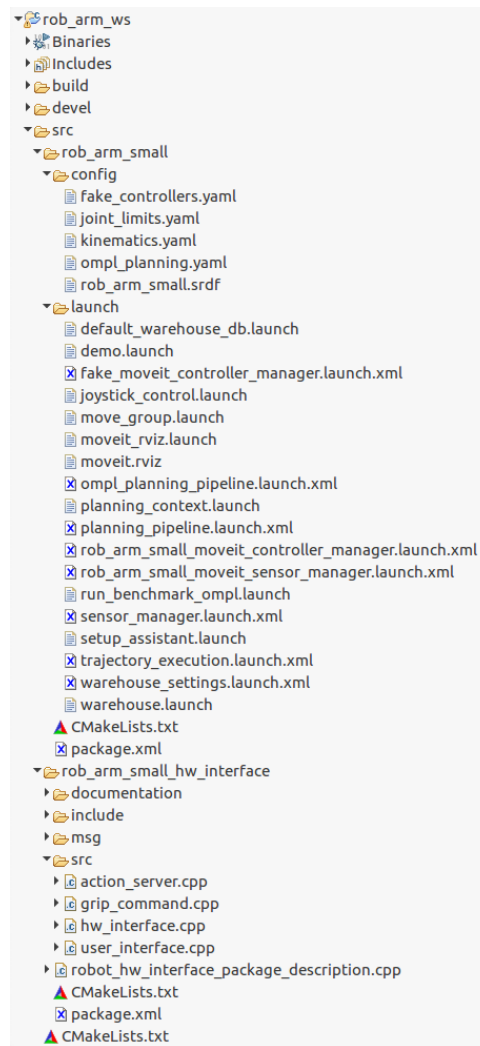 rob_arm_ws
Binaries
Includes
build
devel
src
rob_arm_small
config
fake_controllers.yaml
joint_limits.yaml
kinematics.yaml
ompl_planning.yaml
rob_arm_small.srdf
launch
default_warehouse_db.launch
demo.launch
fake_moveit_controller_manager.launch.xml
joystick_control.launch
move_group.launch
moveit_rviz.launch
moveit.rviz
ompl_planning_pipeline.launch.xml
planning_context.launch
planning_pipeline.launch.xml
rob_arm_small_moveit_controller_manager.launch.xml
rob_arm_small_moveit_sensor_manager.launch.xml
run_benchmark_ompl.launch
sensor_manager.launch.xml
setup_assistant.launch
trajectory_execution.launch.xml
warehouse_settings.launch.xml
warehouse.launch
CMakeLists.txt
package.xml
rob_arm_small_hw_interface
documentation
include
msg
src
action_server.cpp
grip_command.cpp
hw_interface.cpp
user_interface.cpp
robot_hw_interface_package_description.cpp
CMakeLists.txt
package.xml
CMakeLists.txt